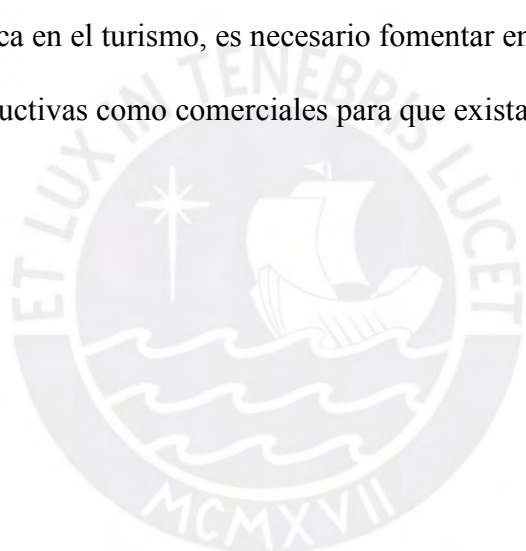 ca en el turismo, es necesario fomentar en
uctivas como comerciales para que exista
ET LUX IN TENEBRIS LUCET
MCMXVII